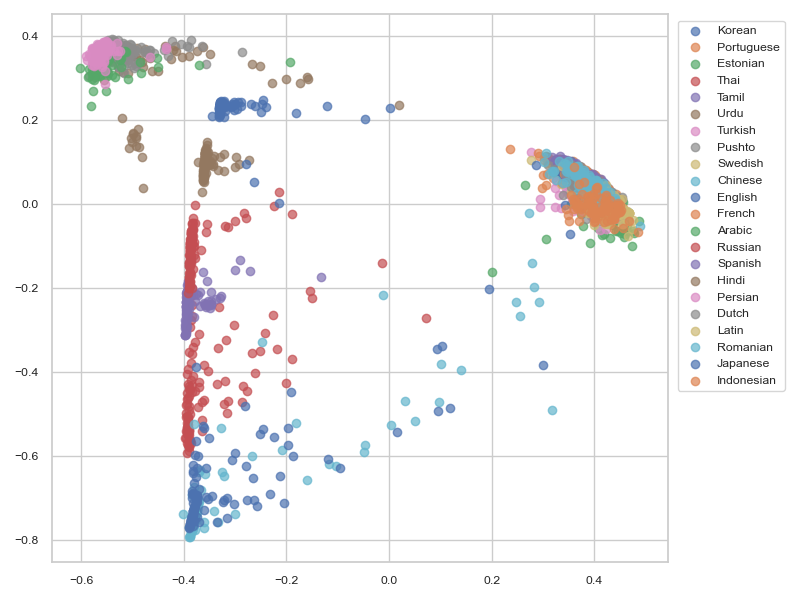 0.4
0.2
0.0
−0.2
−0.4
−0.6
−0.8
−0.6
−0.4
−0.2
0.0
0.2
0.4
Korean
Portuguese
Estonian
Thai
Tamil
Urdu
Turkish
Pushto
Swedish
Chinese
English
French
Arabic
Russian
Spanish
Hindi
Persian
Dutch
Latin
Romanian
Japanese
Indonesian